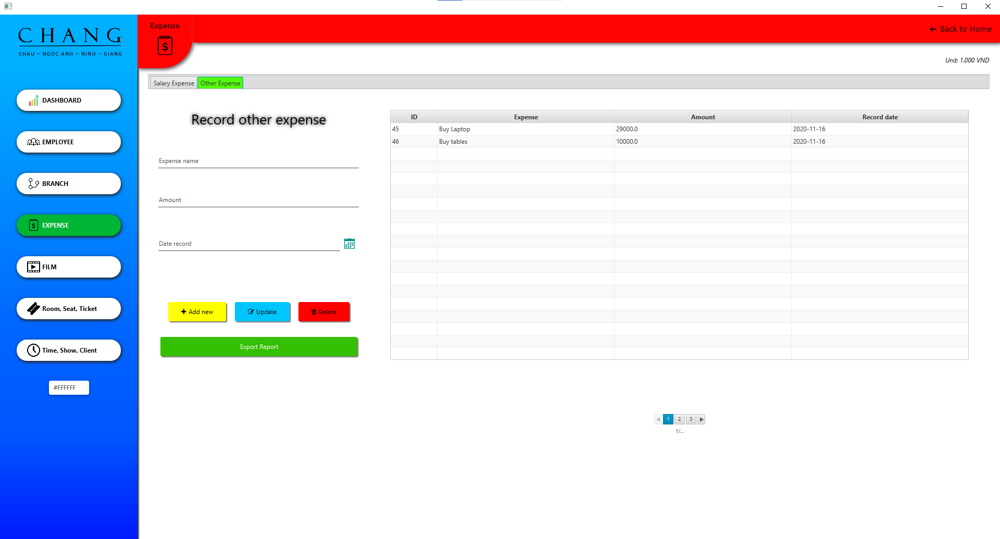 CHANG
CHAU – NGOC ANH – NINH – GIANG
DASHBOARD
EMPLOYEE
BRANCH
EXPENSE
FILM
Room, Seat, Ticket
Time, Show, Client
#FFFFFF
Expense
← Back to Home
Unit: 1.000 VND
Salary Expense Other Expense
Record other expense
Expense name
Amount
Date record
Add new Update Delete
Export Report
ID Expense Amount Record date
45 Buy Laptop 29000.0 2020-11-16
46 Buy tables 10000.0 2020-11-16
1 2 3
1/...